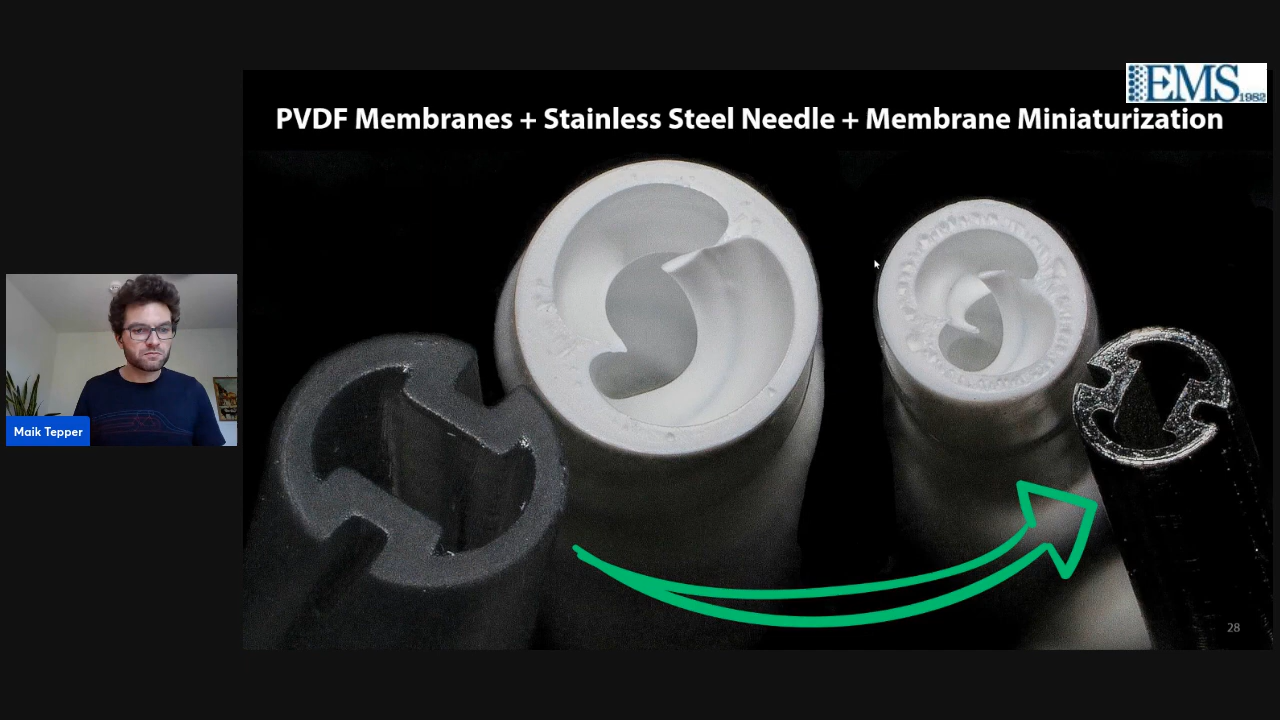 EMS
1982
PVDF Membranes + Stainless Steel Needle + Membrane Miniaturization
Maik Tepper
28